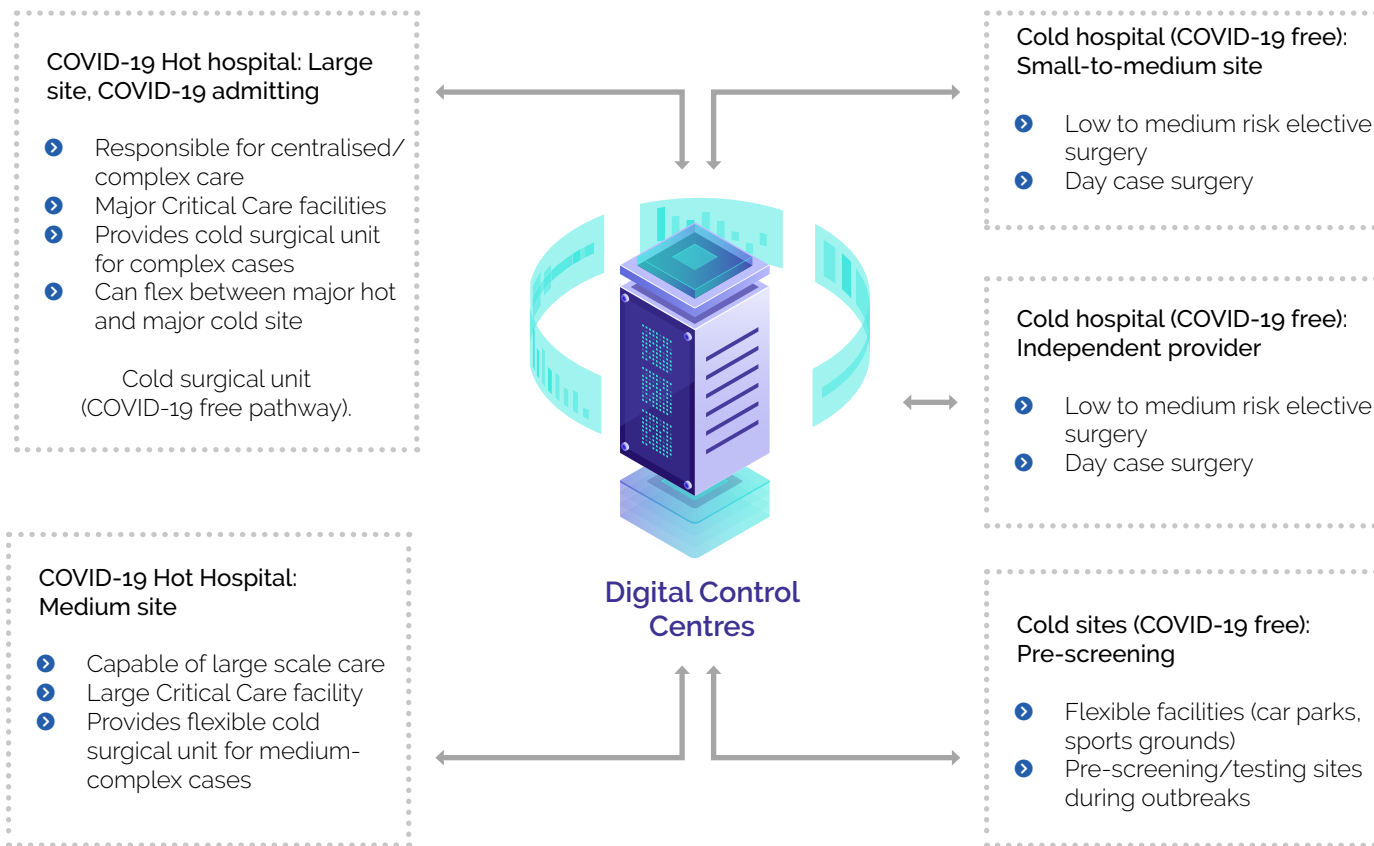 COVID-19 Hot hospital: Large
site, COVID-19 admitting
Responsible for centralised/
complex care
Major Critical Care facilities
Provides cold surgical unit
for complex cases
Can flex between major hot
and major cold site
Cold surgical unit
(COVID-19 free pathway).
COVID-19 Hot Hospital:
Medium site
Capable of large scale care
Large Critical Care facility
Provides flexible cold
surgical unit for medium-
complex cases
Digital Control
Centres
Cold hospital (COVID-19 free):
Small-to-medium site
Low to medium risk elective
surgery
Day case surgery
Cold hospital (COVID-19 free):
Independent provider
Low to medium risk elective
surgery
Day case surgery
Cold sites (COVID-19 free):
Pre-screening
Flexible facilities (car parks,
sports grounds)
Pre-screening/testing sites
during outbreaks